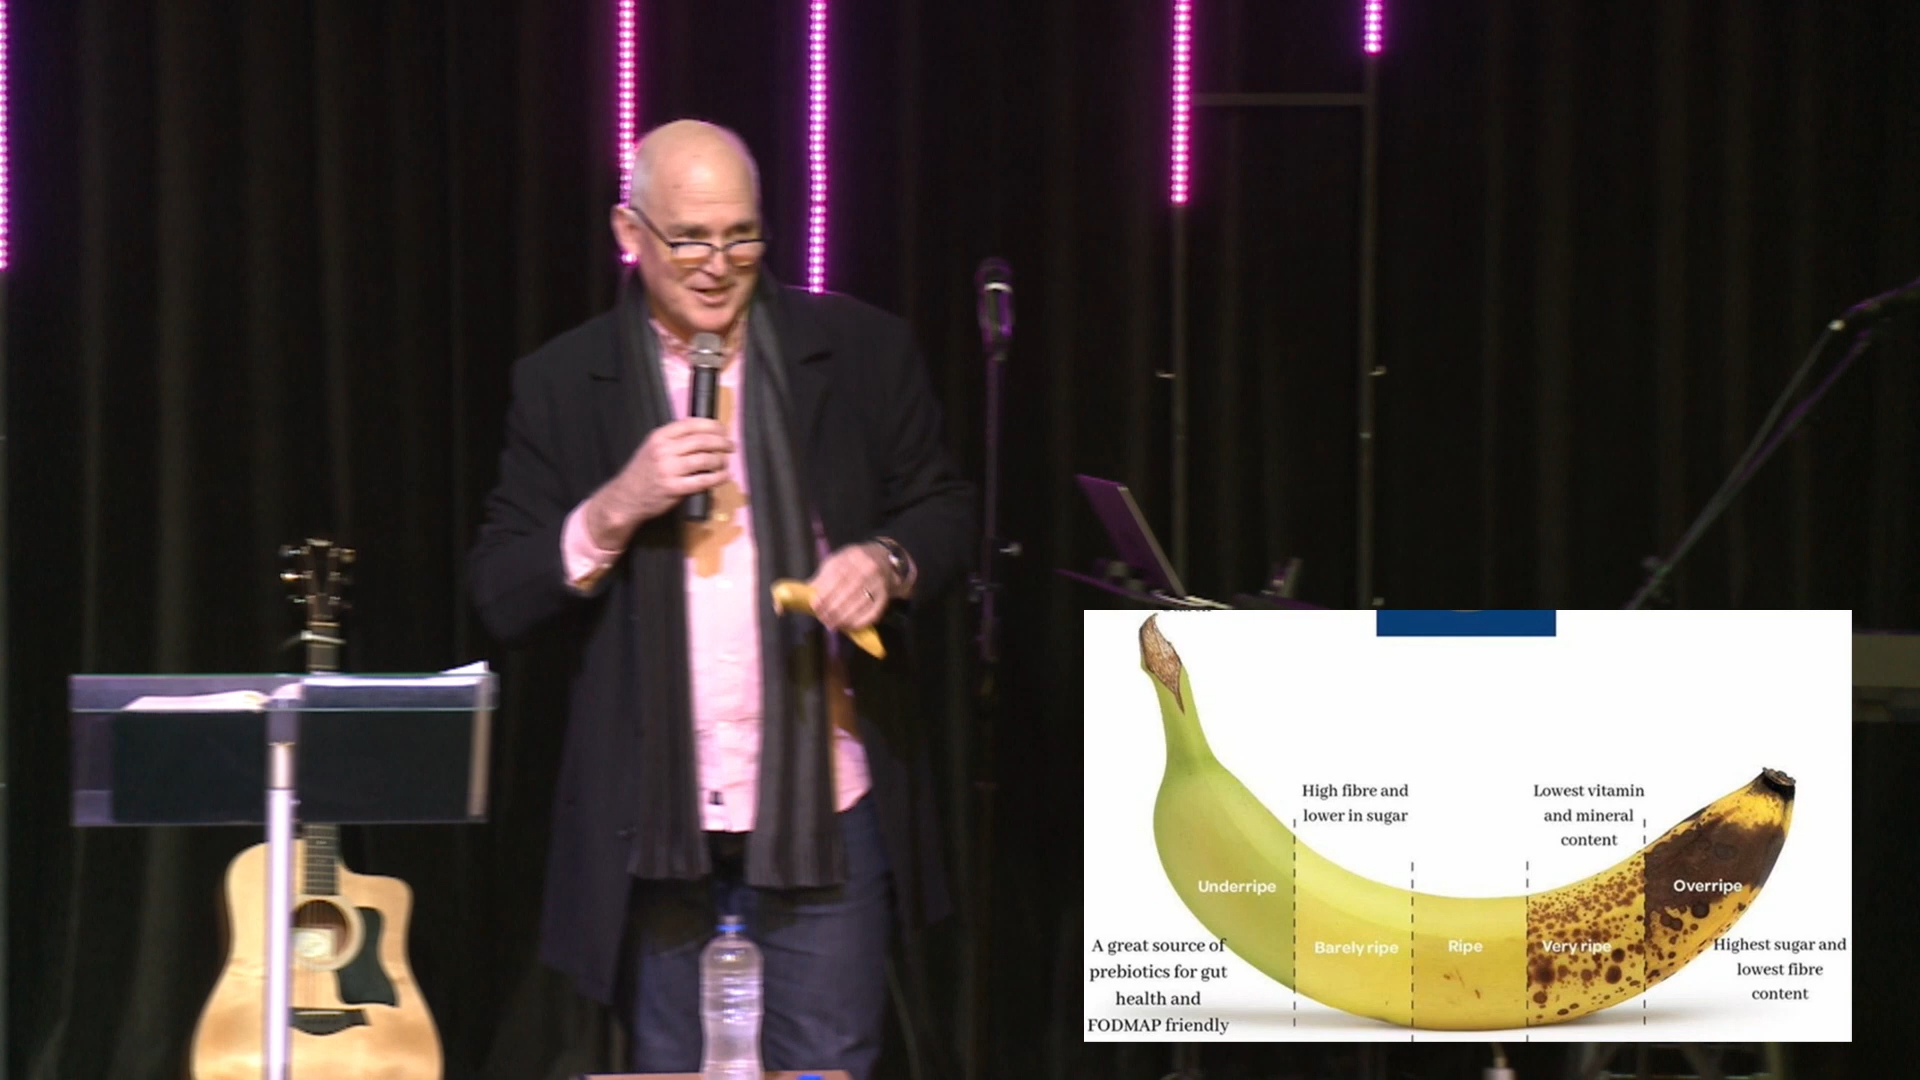 High fibre and
lower in sugar
Lowest vitamin
and mineral
content
Underripe
Barely ripe
Ripe
Very ripe
Overripe
A great source of
prebiotics for gut
health and
FODMAP friendly
Highest sugar and
lowest fibre
content